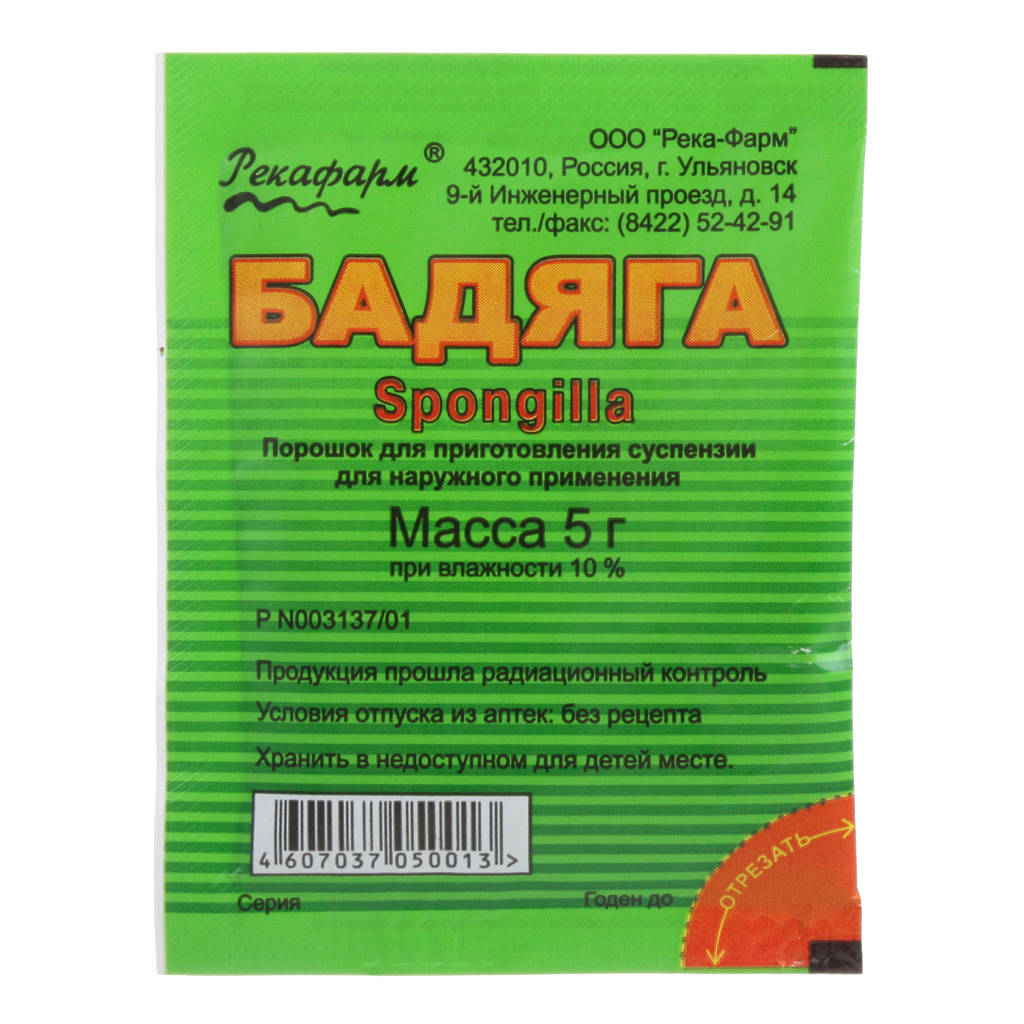 Рекафарм®
ООО "Река-Фарм"
432010, Россия, г. Ульяновск
9-й Инженерный проезд, д. 14
тел./факс: (8422) 52-42-91
БАДЯГА
Spongilla
Порошок для приготовления суспензии
для наружного применения
Масса 5 г
при влажности 10 %
Р N003137/01
Продукция прошла радиационный контроль
Условия отпуска из аптек: без рецепта
Хранить в недоступном для детей месте.
4 607037 050013 >
Серия
Годен до
ОТРЕЗАТЬ